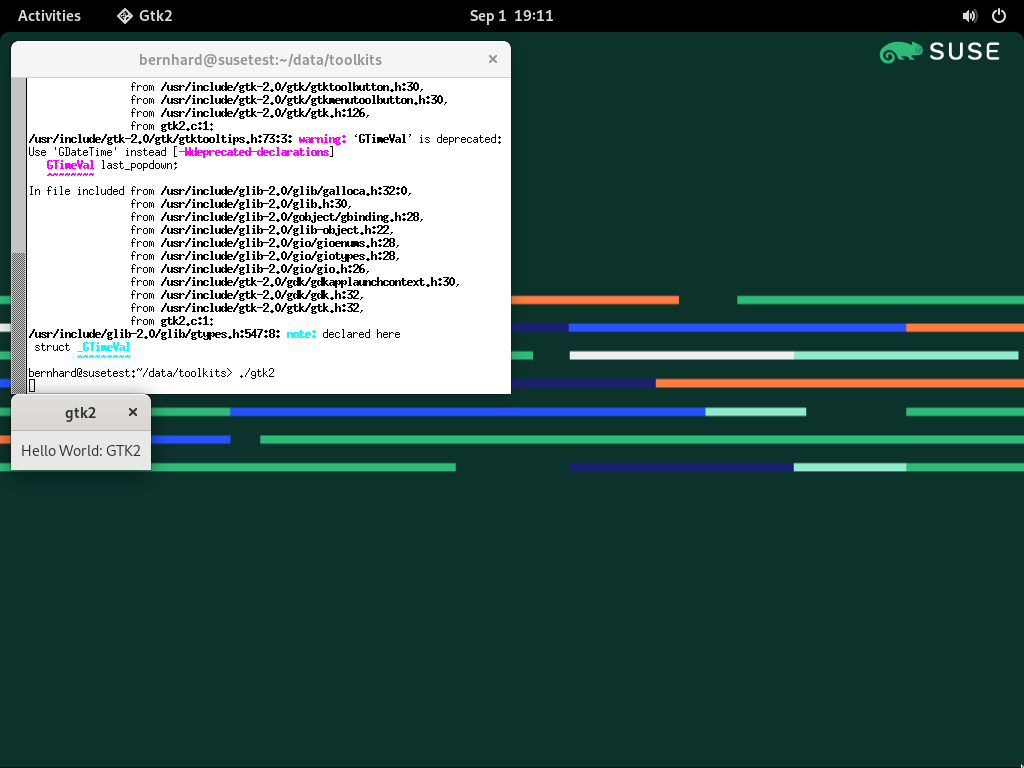 Activities Gtk2 Sep 1 19:11
SUSE
bernhard@susetest:~/data/toolkits
from /usr/include/gtk-2.0/gtk/gtktoolbutton.h:30,
from /usr/include/gtk-2.0/gtk/gtkmenutoolbutton.h:30,
from /usr/include/gtk-2.0/gtk/gtk.h:126,
from gtk2.c:1:
/usr/include/gtk-2.0/gtk/gtktooltips.h:73:3: warning: ‘GTimeVal’ is deprecated:
Use 'GDateTime' instead [-Wdeprecated-declarations]
GTimeVal last_popdown;
^~~~~~~~
In file included from /usr/include/glib-2.0/glib/galloca.h:32:0,
from /usr/include/glib-2.0/glib.h:30,
from /usr/include/glib-2.0/gobject/gbinding.h:28,
from /usr/include/glib-2.0/glib-object.h:22,
from /usr/include/glib-2.0/gio/gioenums.h:28,
from /usr/include/glib-2.0/gio/giotypes.h:28,
from /usr/include/glib-2.0/gio/gio.h:26,
from /usr/include/gtk-2.0/gdk/gdkapplaunchcontext.h:30,
from /usr/include/gtk-2.0/gdk/gdk.h:32,
from /usr/include/gtk-2.0/gtk/gtk.h:32,
from gtk2.c:1:
/usr/include/glib-2.0/glib/gtypes.h:547:8: note: declared here
struct _GTimeVal
^~~~~~~~~
bernhard@susetest:~/data/toolkits> ./gtk2
gtk2
Hello World: GTK2